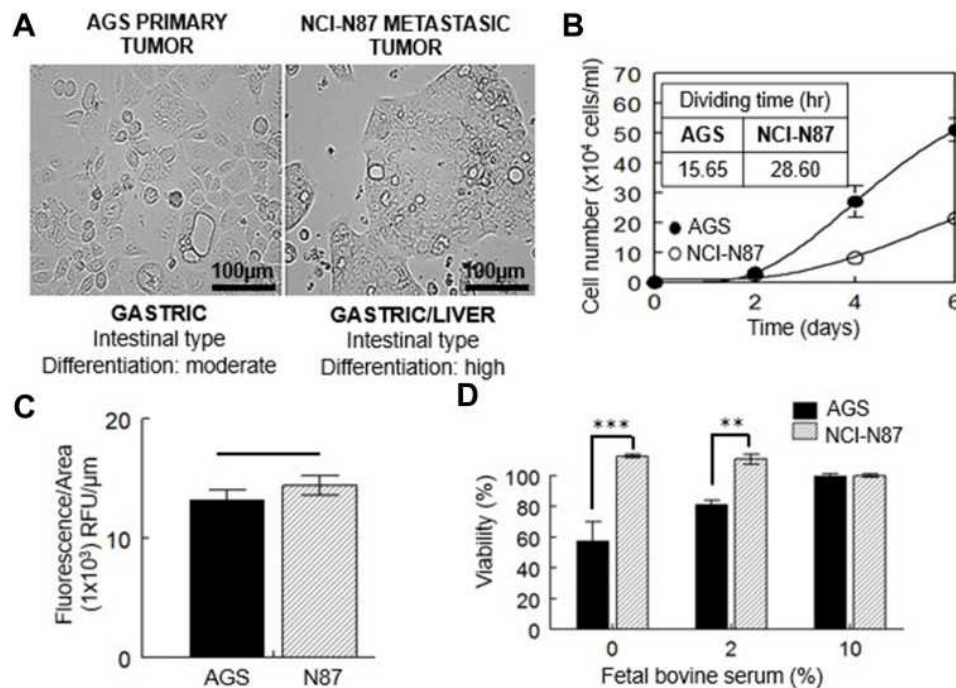 A
AGS PRIMARY
TUMOR
NCI-N87 METASTASIC
TUMOR
100µm
100µm
GASTRIC
Intestinal type
Differentiation: moderate
GASTRIC/LIVER
Intestinal type
Differentiation: high
B
Cell number (x10⁴ cells/ml)
70
60
50
40
30
20
10
0
Dividing time (hr)
AGS NCI-N87
15.65 28.60
AGS
NCI-N87
0 2 4 6
Time (days)
C
Fluorescence/Area
(1x10³) RFU/µm
20
10
0
AGS N87
D
AGS
NCI-N87
*** **
Viability (%)
100
80
60
40
20
0
0 2 10
Fetal bovine serum (%)